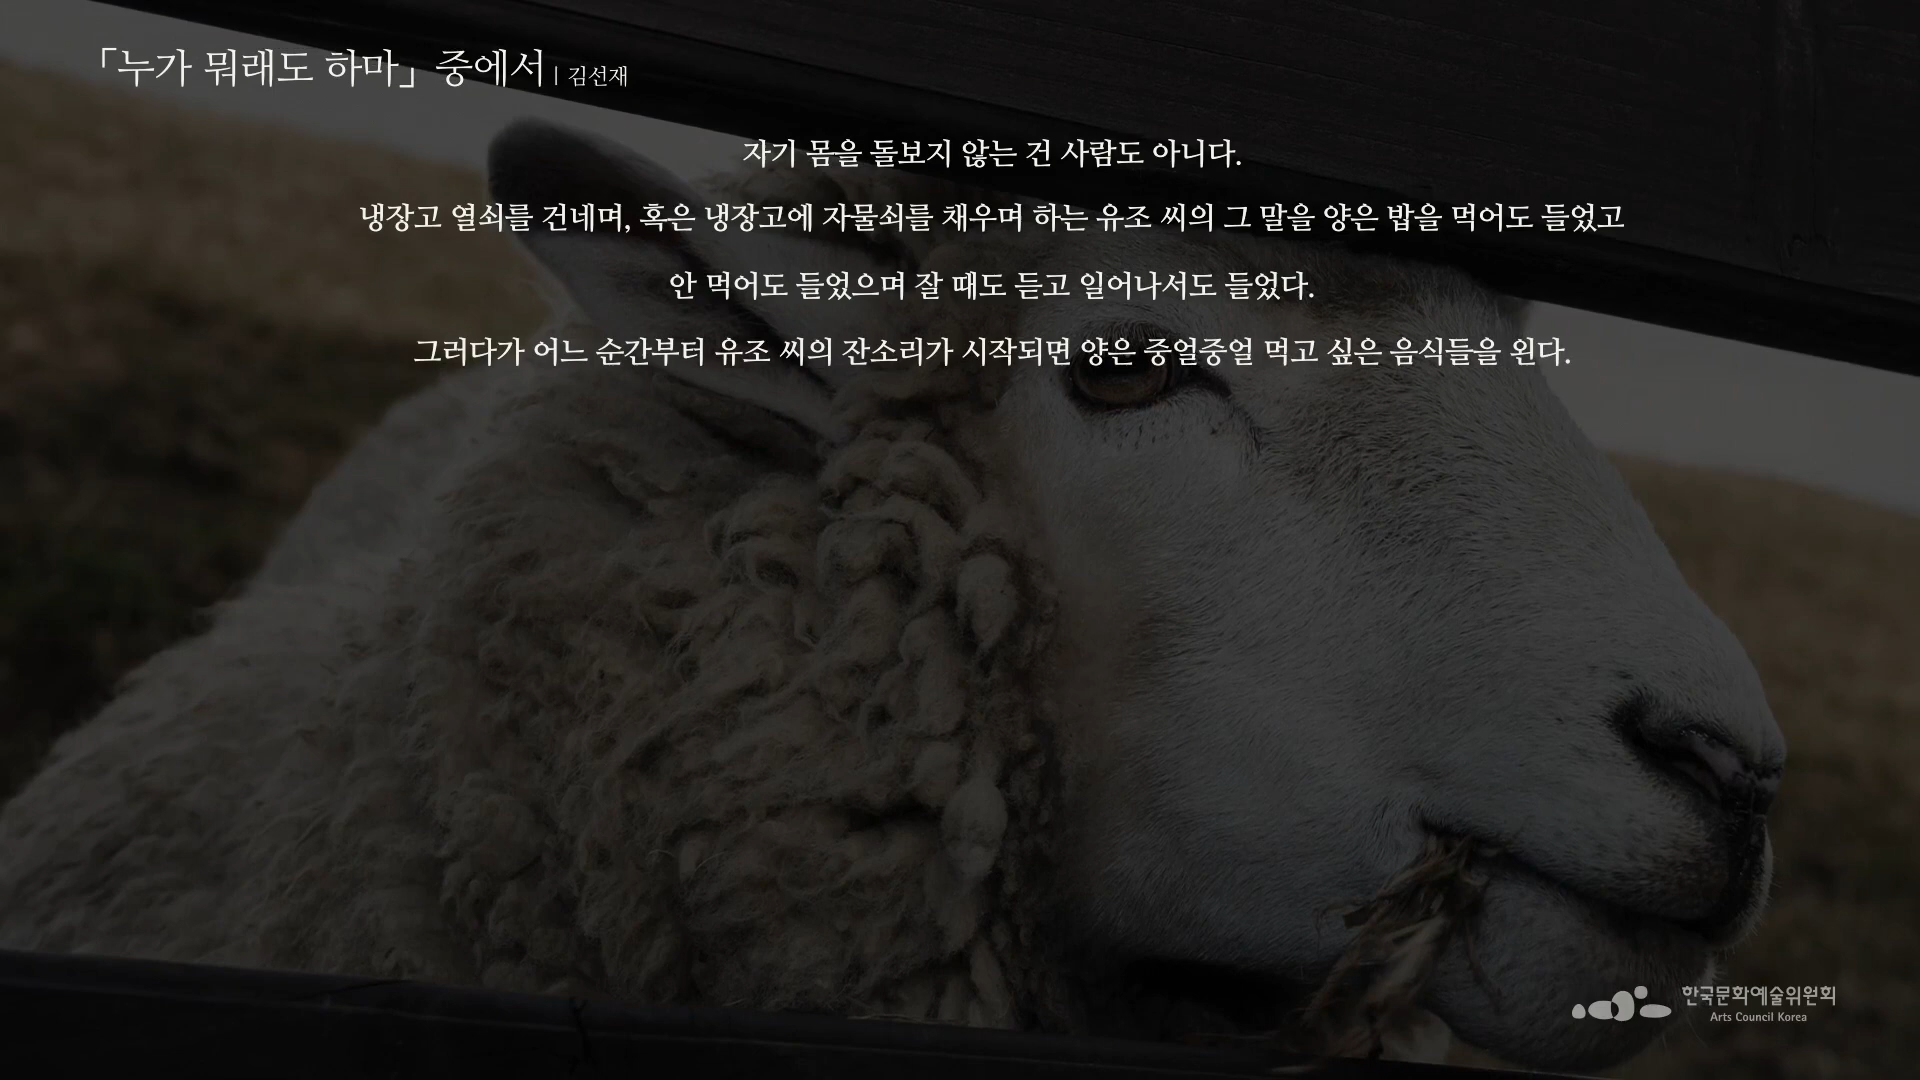 「누가 뭐래도 하마」 중에서 | 김선재
자기 몸을 돌보지 않는 건 사람도 아니다.
냉장고 열쇠를 건네며, 혹은 냉장고에 자물쇠를 채우며 하는 유조 씨의 그 말을 양은 밥을 먹어도 들었고
안 먹어도 들었으며 잘 때도 듣고 일어나서도 들었다.
그러다가 어느 순간부터 유조 씨의 잔소리가 시작되면 양은 중얼중얼 먹고 싶은 음식들을 왼다.
한국문화예술위원회
Arts Council Korea